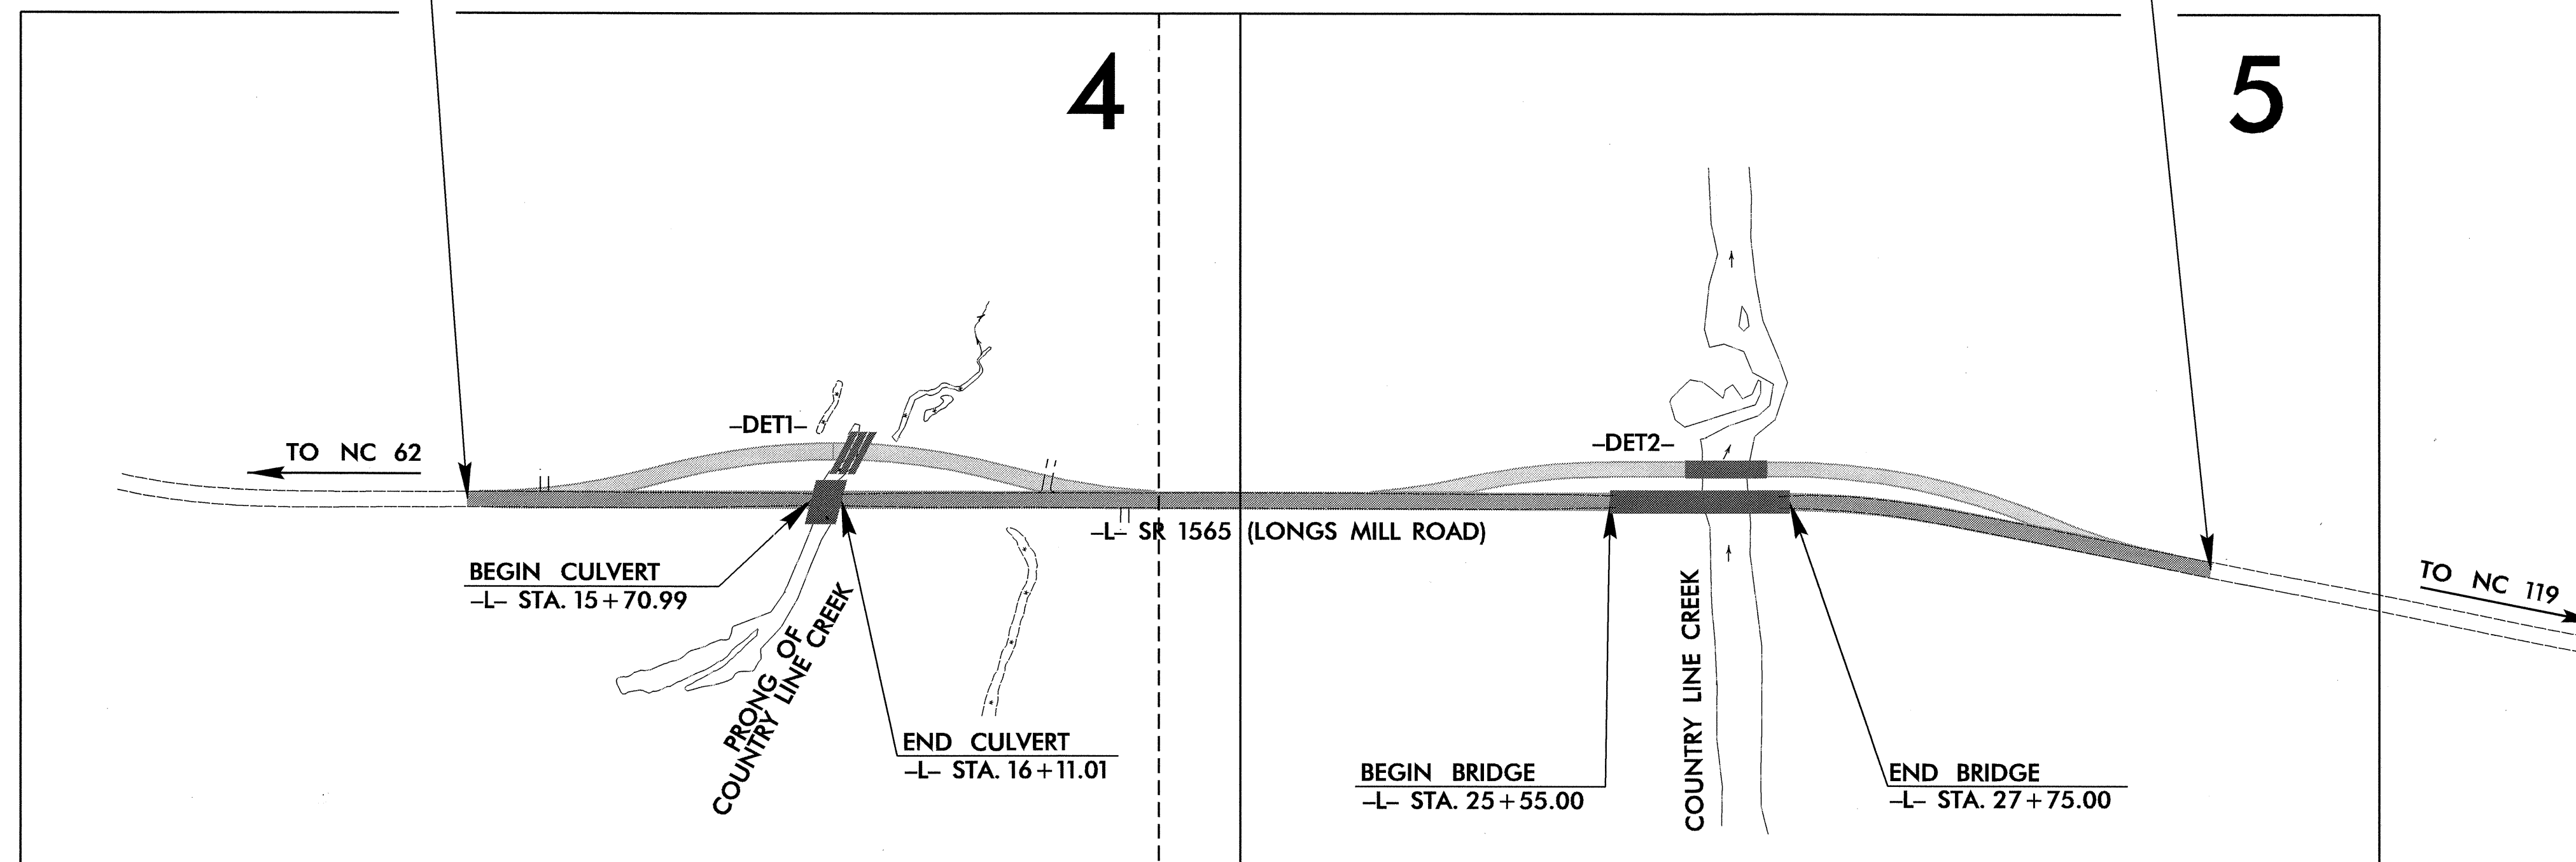 4
5
–DET1–
–DET2–
TO NC 62
–L– SR 1565 (LONGS MILL ROAD)
BEGIN CULVERT
–L– STA. 15+70.99
TO NC 119
PRONG OF
COUNTRY LINE CREEK
COUNTRY LINE CREEK
END CULVERT
–L– STA. 16+11.01
BEGIN BRIDGE
–L– STA. 25+55.00
END BRIDGE
–L– STA. 27+75.00